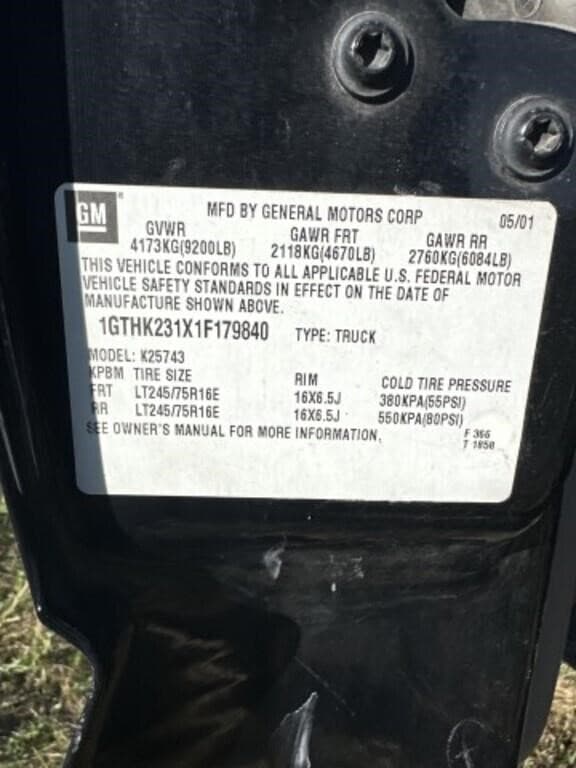 GM MFD BY GENERAL MOTORS CORP 05/01
GVWR GAWR FRT GAWR RR
4173KG(9200LB) 2118KG(4670LB) 2760KG(6084LB)
THIS VEHICLE CONFORMS TO ALL APPLICABLE U.S. FEDERAL MOTOR
VEHICLE SAFETY STANDARDS IN EFFECT ON THE DATE OF
MANUFACTURE SHOWN ABOVE.
1GTHK231X1F179840 TYPE: TRUCK
MODEL: K25743
KPBM TIRE SIZE RIM COLD TIRE PRESSURE
FRT LT245/75R16E 16X6.5J 380KPA(55PSI)
RR LT245/75R16E 16X6.5J 550KPA(80PSI)
SEE OWNER'S MANUAL FOR MORE INFORMATION.
F 366
T 1850